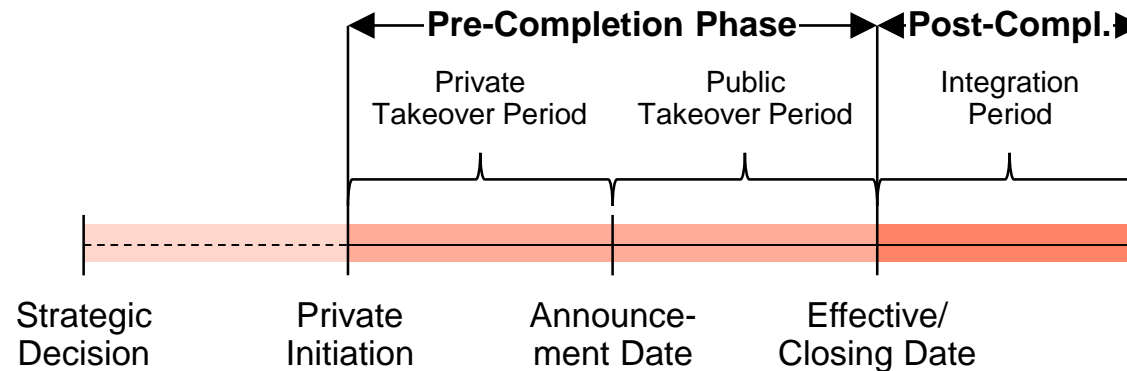 Pre-Completion Phase
Post-Compl.
Private
Takeover Period
Public
Takeover Period
Integration
Period
Strategic
Decision
Private
Initiation
Announce-
ment Date
Effective/
Closing Date